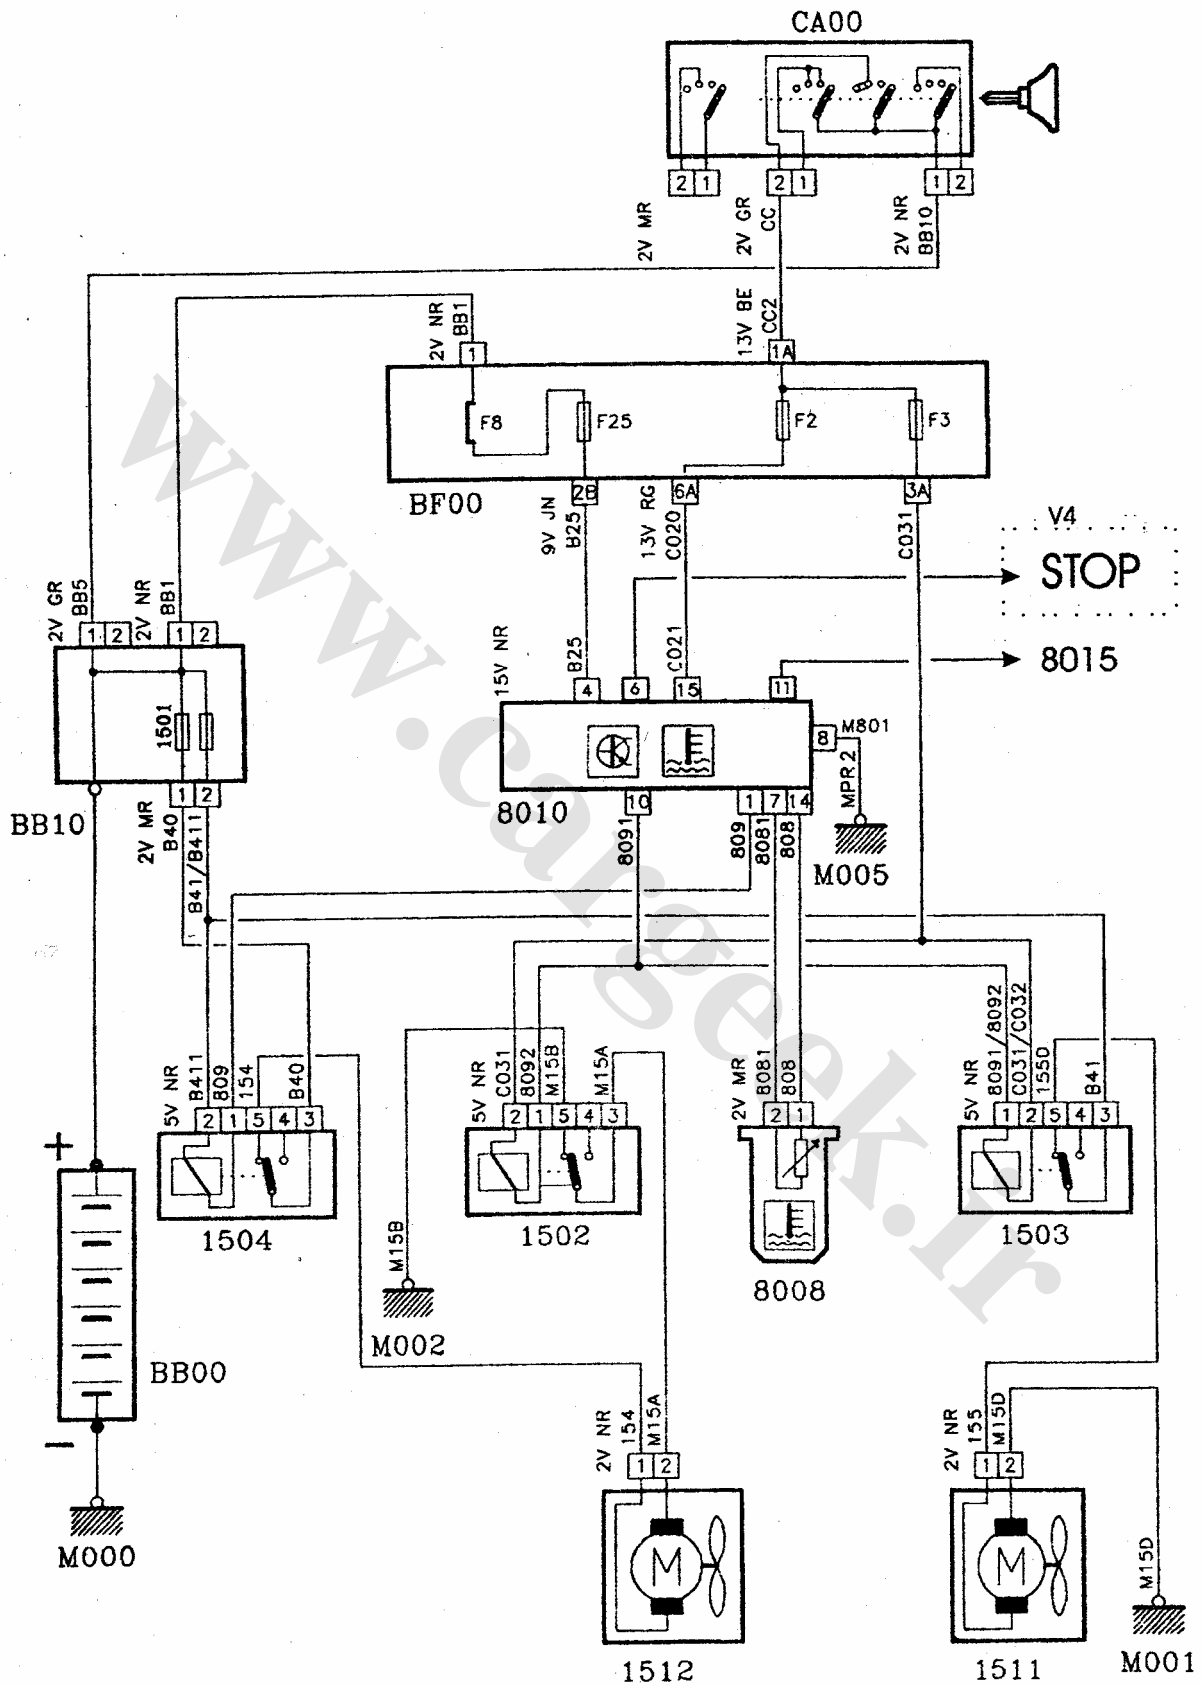 CA00
2 1 2 1 1 2
2V MR
2V GR
CC
2V NR
BB10
2V NR
BB1
13V BE
CC2
1
1A
F8
F25
F2
F3
BF00
2B
6A
3A
9V JN
B25
13V RG
C020
C031
V4
STOP
8015
2V GR
BB5
2V NR
BB1
1 2 1 2
15V NR
B25
C021
4 6 15 11
1501
8
M801
MPR2
M005
BB10
1 2
2V MR
B40
B41/B411
8010
10 1 7 14
8091
809
8081
808
5V NR
B411
809
154
B40
2 1 5 4 3
1504
5V NR
C031
8092
M15B
M15A
2 1 5 4 3
1502
2V MR
8081
808
2 1
8008
5V NR
8091/8092
C031/C032
155D
B41
1 2 5 4 3
1503
+
BB00
−
M000
M15B
M002
2V NR
154
M15A
1 2
M
1512
2V NR
155
M15D
1 2
M
1511
M15D
M001
www.cargeek.ir